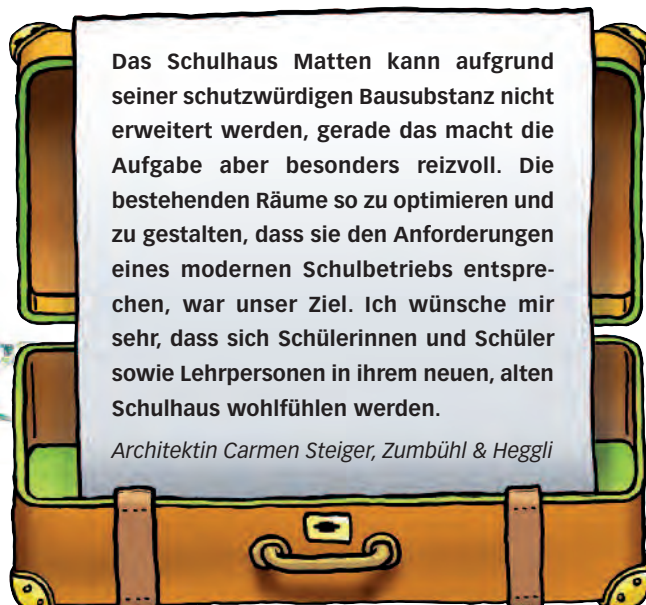 Das Schulhaus Matten kann aufgrund
seiner schutzwürdigen Bausubstanz nicht
erweitert werden, gerade das macht die
Aufgabe aber besonders reizvoll. Die
bestehenden Räume so zu optimieren und
zu gestalten, dass sie den Anforderungen
eines modernen Schulbetriebs entspre-
chen, war unser Ziel. Ich wünsche mir
sehr, dass sich Schülerinnen und Schüler
sowie Lehrpersonen in ihrem neuen, alten
Schulhaus wohlfühlen werden.
Architektin Carmen Steiger, Zumbühl & Heggli